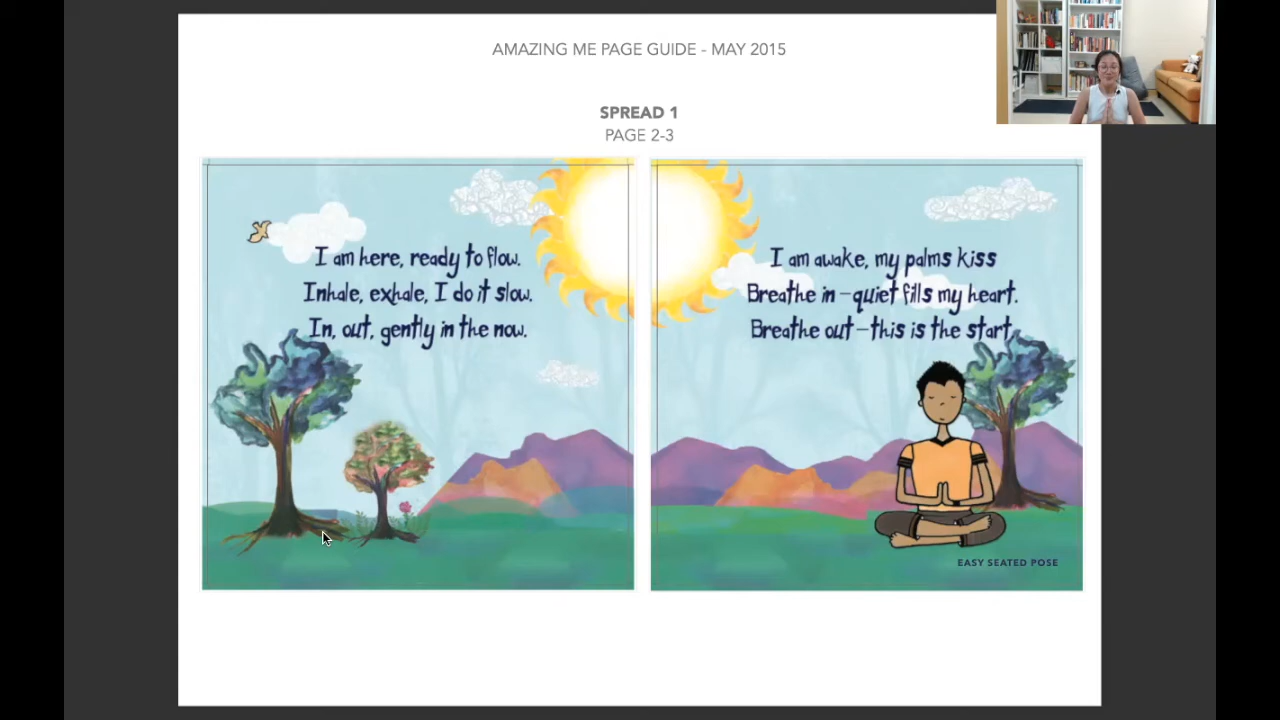 AMAZING ME PAGE GUIDE - MAY 2015
SPREAD 1
PAGE 2-3
I am here, ready to flow.
Inhale, exhale, I do it slow.
In, out, gently in the now.
I am awake, my palms kiss
Breathe in – quiet fills my heart.
Breathe out – this is the start.
EASY SEATED POSE